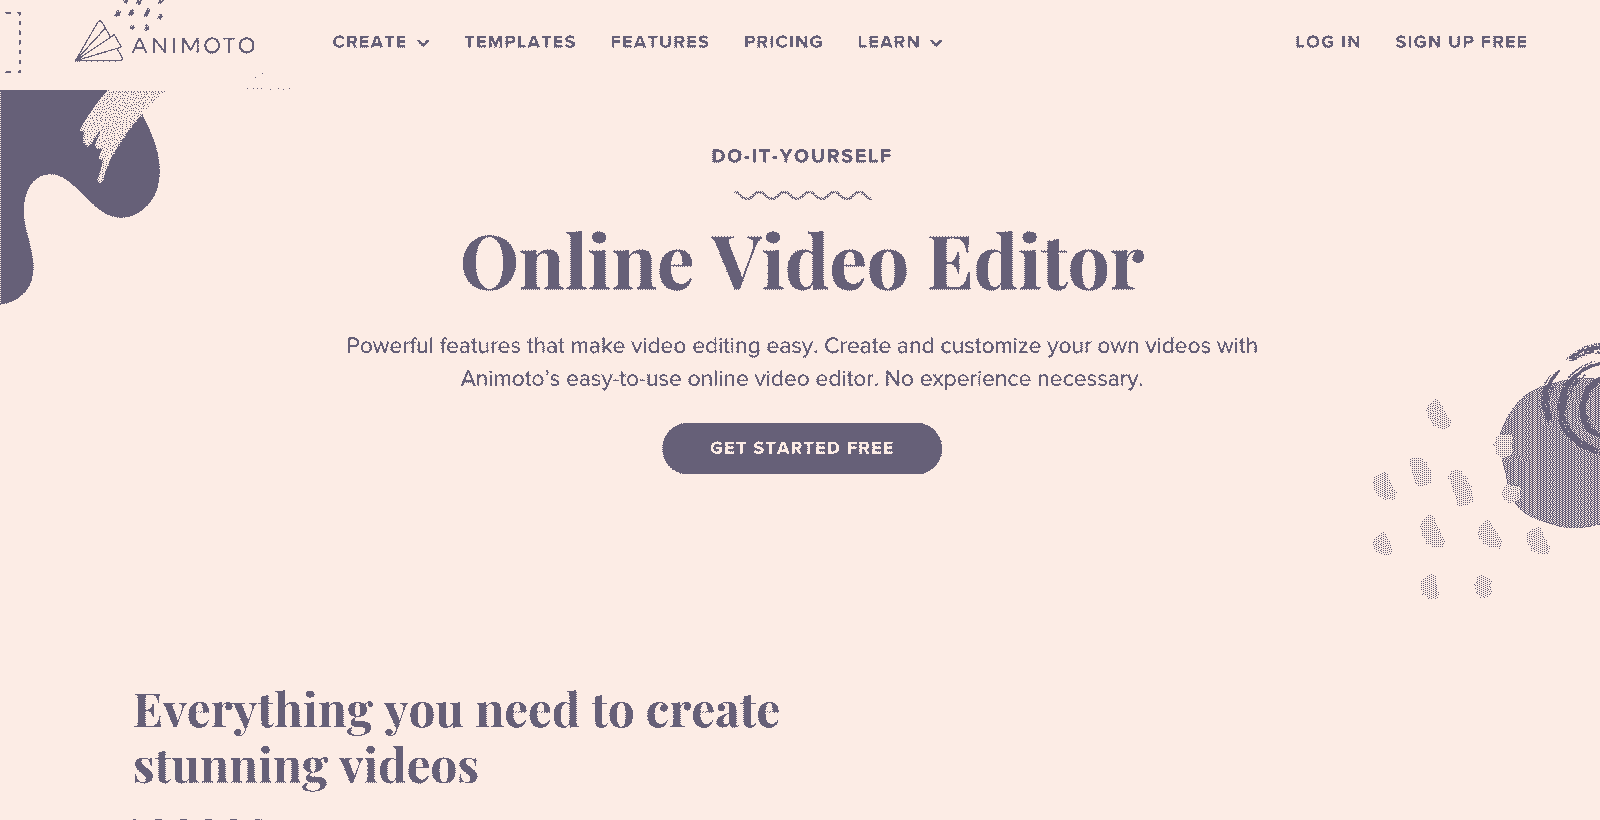 ANIMOTO
CREATE TEMPLATES FEATURES PRICING LEARN LOG IN SIGN UP FREE
DO-IT-YOURSELF
Online Video Editor
Powerful features that make video editing easy. Create and customize your own videos with
Animoto's easy-to-use online video editor. No experience necessary.
GET STARTED FREE
Everything you need to create
stunning videos